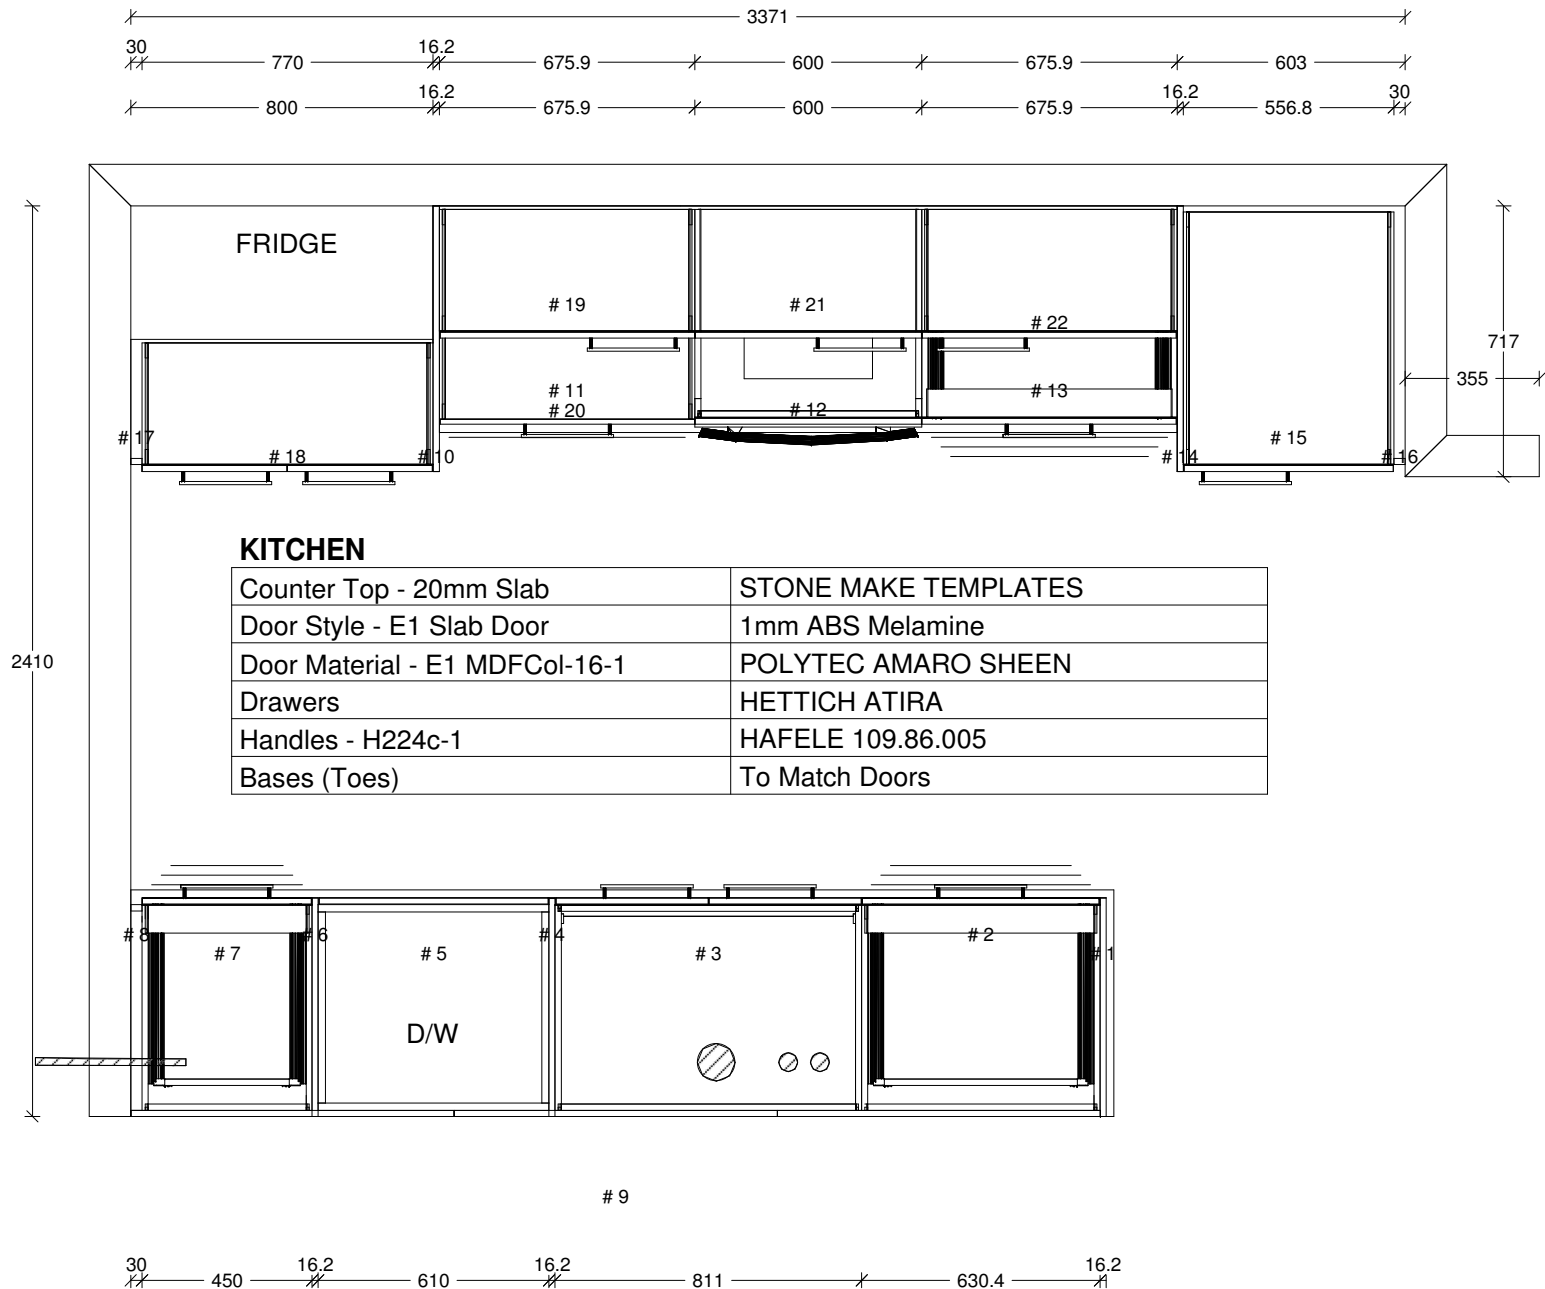 3371
30 770 16.2 675.9 600 675.9 603
800 16.2 675.9 600 675.9 16.2 556.8 30
FRIDGE
# 19 # 21 # 22
717
355
# 11 # 13
# 20 # 12
# 17 # 15
# 18 # 10 # 14 # 16
KITCHEN
Counter Top - 20mm Slab STONE MAKE TEMPLATES
Door Style - E1 Slab Door 1mm ABS Melamine
Door Material - E1 MDFCol-16-1 POLYTEC AMARO SHEEN
2410
Drawers HETTICH ATIRA
Handles - H224c-1 HAFELE 109.86.005
Bases (Toes) To Match Doors
# 8 # 6 # 4 # 2
# 7 # 5 # 3 # 1
D/W
# 9
30 450 16.2 610 16.2 811 630.4 16.2